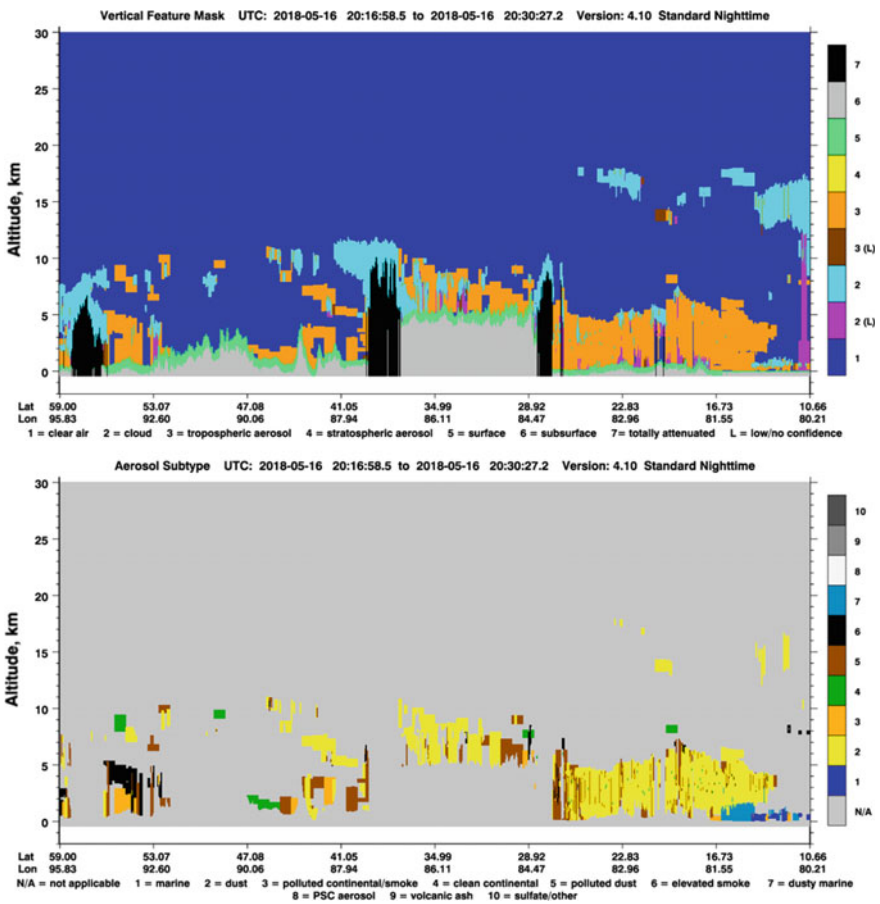 Vertical Feature Mask UTC: 2018-05-16 20:16:58.5 to 2018-05-16 20:30:27.2 Version: 4.10 Standard Nighttime
30
25
20
15
10
5
0
Altitude, km
7
6
5
4
3
3 (L)
2
2 (L)
1
Lat 59.00 53.07 47.08 41.05 34.99 28.92 22.83 16.73 10.66
Lon 95.83 92.60 90.06 87.94 86.11 84.47 82.96 81.55 80.21
1 = clear air 2 = cloud 3 = tropospheric aerosol 4 = stratospheric aerosol 5 = surface 6 = subsurface 7= totally attenuated L = low/no confidence
Aerosol Subtype UTC: 2018-05-16 20:16:58.5 to 2018-05-16 20:30:27.2 Version: 4.10 Standard Nighttime
30
25
20
15
10
5
0
Altitude, km
10
9
8
7
6
5
4
3
2
1
N/A
Lat 59.00 53.07 47.08 41.05 34.99 28.92 22.83 16.73 10.66
Lon 95.83 92.60 90.06 87.94 86.11 84.47 82.96 81.55 80.21
N/A = not applicable 1 = marine 2 = dust 3 = polluted continental/smoke 4 = clean continental 5 = polluted dust 6 = elevated smoke 7 = dusty marine
8 = PSC aerosol 9 = volcanic ash 10 = sulfate/other